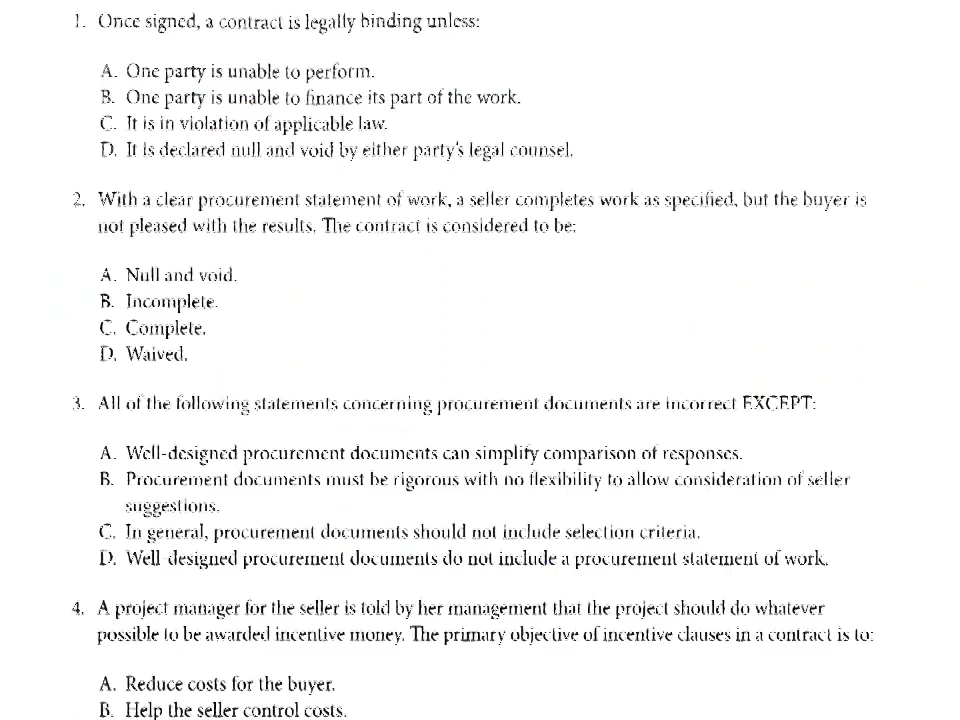 1. Once signed, a contract is legally binding unless:
A. One party is unable to perform.
B. One party is unable to finance its part of the work.
C. It is in violation of applicable law.
D. It is declared null and void by either party's legal counsel.
2. With a clear procurement statement of work, a seller completes work as specified, but the buyer is
not pleased with the results. The contract is considered to be:
A. Null and void.
B. Incomplete.
C. Complete.
D. Waived.
3. All of the following statements concerning procurement documents are incorrect EXCEPT:
A. Well-designed procurement documents can simplify comparison of responses.
B. Procurement documents must be rigorous with no flexibility to allow consideration of seller
suggestions.
C. In general, procurement documents should not include selection criteria.
D. Well-designed procurement documents do not include a procurement statement of work.
4. A project manager for the seller is told by her management that the project should do whatever
possible to be awarded incentive money. The primary objective of incentive clauses in a contract is to:
A. Reduce costs for the buyer.
B. Help the seller control costs.